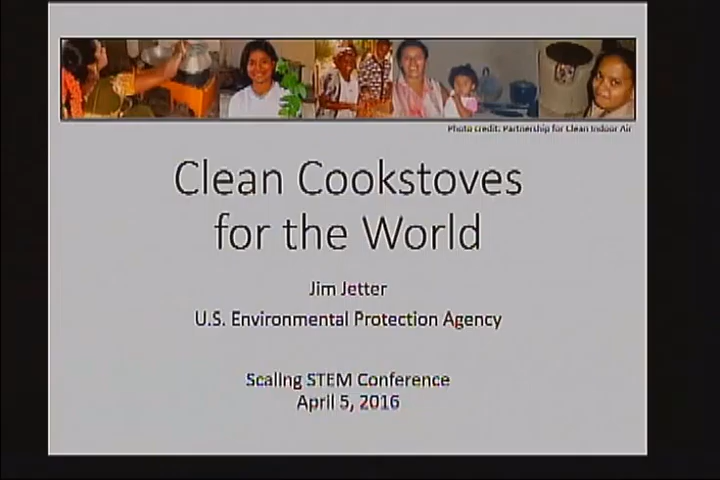 Photo credit: Partnership for Clean Indoor Air
Clean Cookstoves
for the World
Jim Jetter
U.S. Environmental Protection Agency
Scaling STEM Conference
April 5, 2016